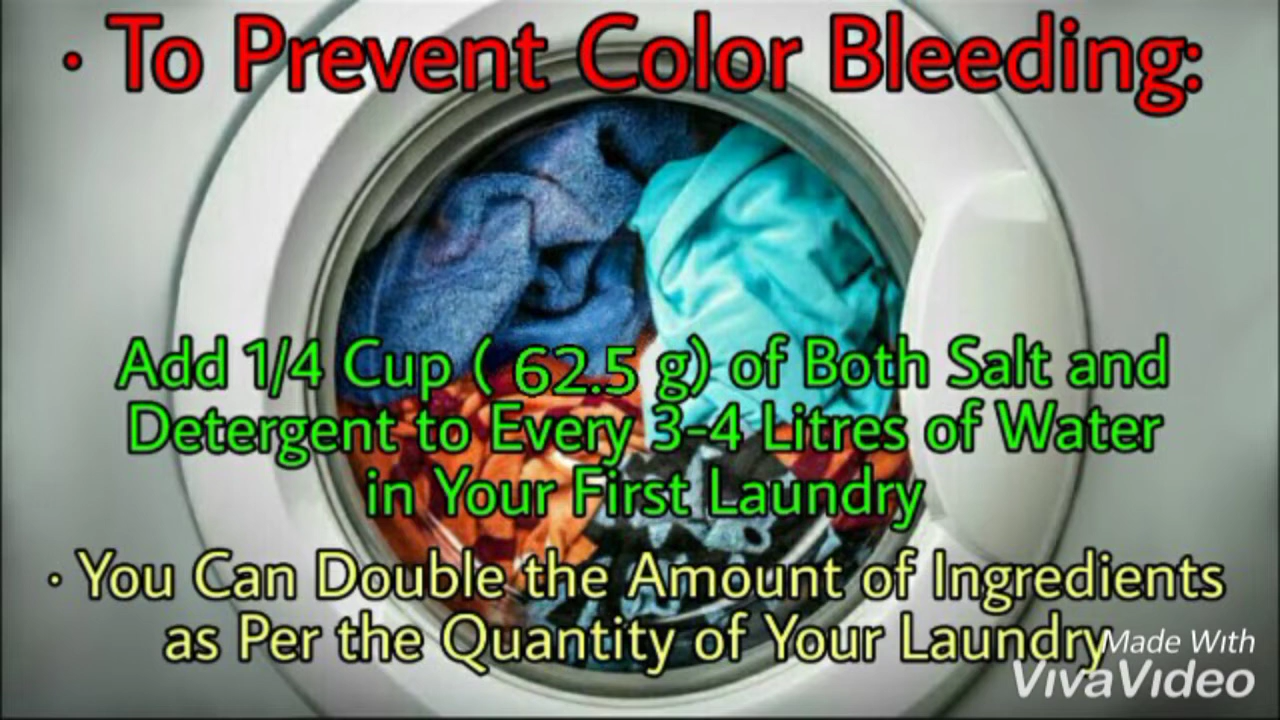 · To Prevent Color Bleeding:
Add 1/4 Cup ( 62.5 g) of Both Salt and
Detergent to Every 3-4 Litres of Water
in Your First Laundry
· You Can Double the Amount of Ingredients
as Per the Quantity of Your Laundry
Made With
VivaVideo